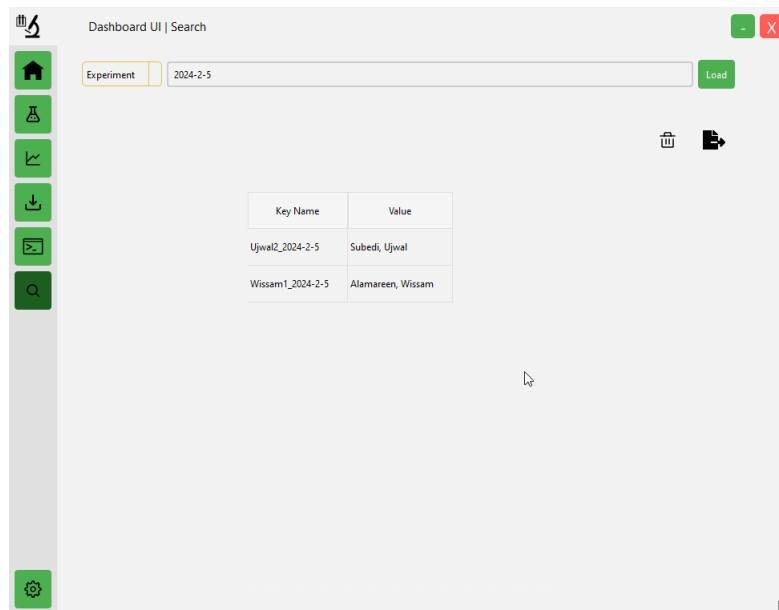 Dashboard UI | Search
-
X
Experiment
2024-2-5
Load
Key Name Value
Ujwal2_2024-2-5 Subedi, Ujwal
Wissam1_2024-2-5 Alamareen, Wissam